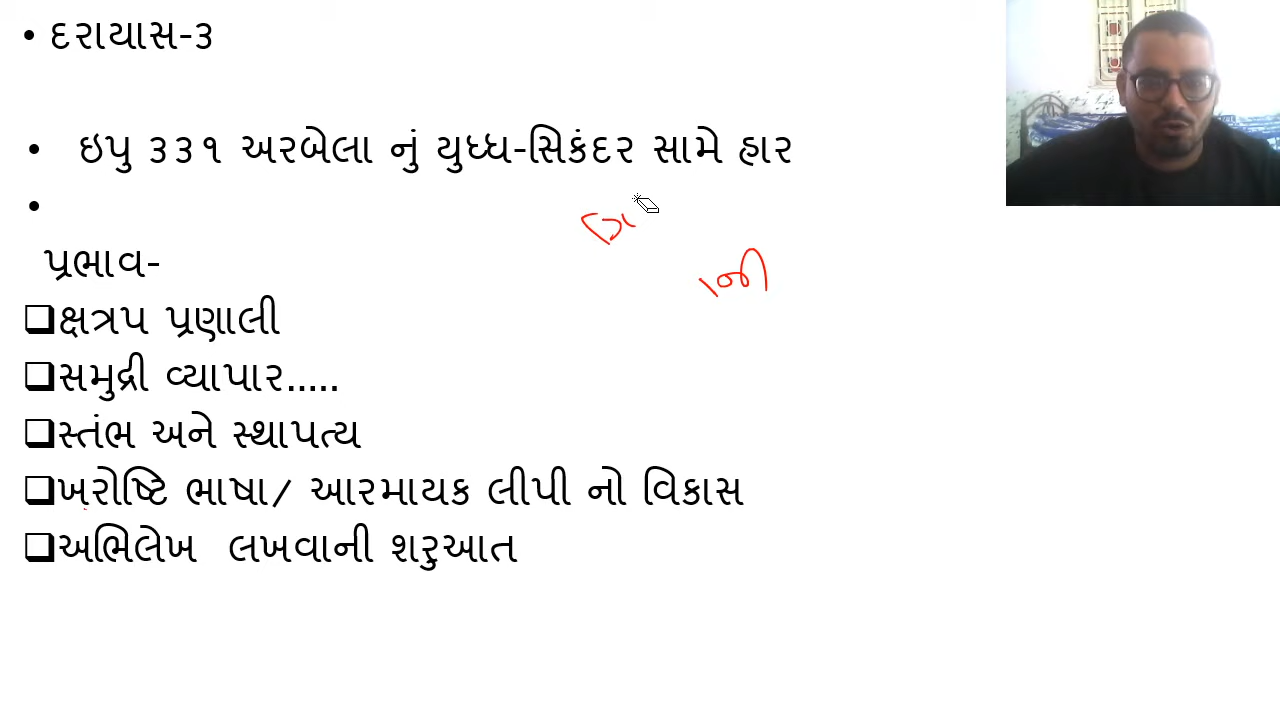 • દરાયાસ-૩
• ઇપુ ૩૩૧ અરબેલા નું યુધ્ધ-સિકંદર સામે હાર
•
પ્રભાવ-
❑ક્ષત્રપ પ્રણાલી
❑સમુદ્રી વ્યાપાર.....
❑સ્તંભ અને સ્થાપત્ય
❑ખરોષ્ટિ ભાષા/ આરમાયક લીપી નો વિકાસ
❑અભિલેખ લખવાની શરુઆત